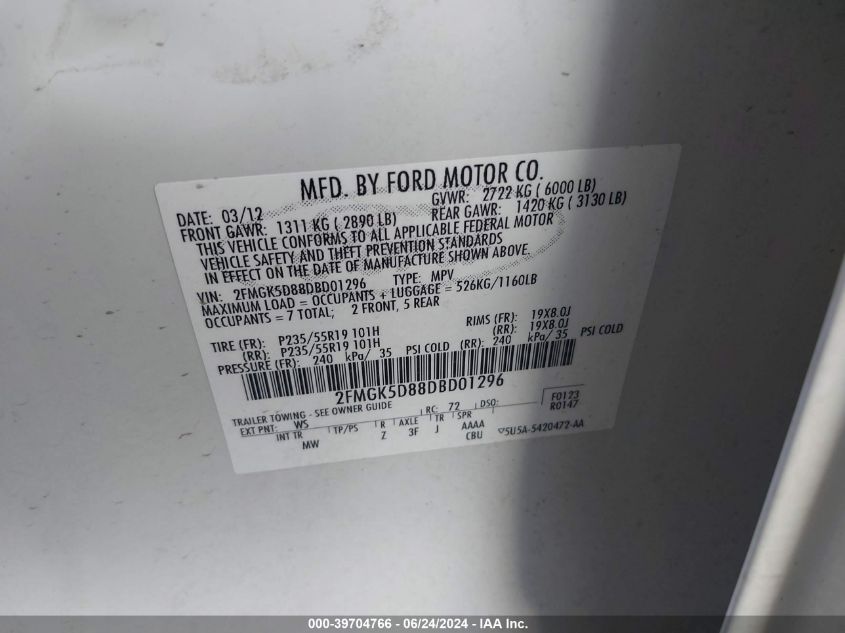 MFD. BY FORD MOTOR CO.
DATE: 03/12 GVWR: 2722 KG ( 6000 LB)
FRONT GAWR: 1311 KG ( 2890 LB) REAR GAWR: 1420 KG ( 3130 LB)
THIS VEHICLE CONFORMS TO ALL APPLICABLE FEDERAL MOTOR
VEHICLE SAFETY AND THEFT PREVENTION STANDARDS
IN EFFECT ON THE DATE OF MANUFACTURE SHOWN ABOVE.
VIN: 2FMGK5D88DBD01296 TYPE: MPV
MAXIMUM LOAD = OCCUPANTS + LUGGAGE = 526KG/1160LB
OCCUPANTS = 7 TOTAL; 2 FRONT, 5 REAR
TIRE (FR): P235/55R19 101H RIMS (FR): 19X8.0J
(RR): P235/55R19 101H (RR): 19X8.0J
PRESSURE (FR): 240 kPa/ 35 PSI COLD (RR): 240 kPa/ 35 PSI COLD
2FMGK5D88DBD01296
TRAILER TOWING - SEE OWNER GUIDE
EXT PNT: WS RC: 72 DSO: F0123
R0147
INT TR TP/PS R AXLE TR SPR
MW Z 3F J AAAA
CBU 5U5A-5420472-AA
000-39704766 - 06/24/2024 - IAA Inc.